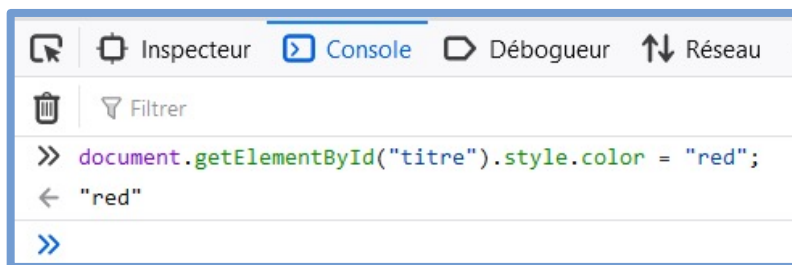 Inspecteur Console Débogueur Réseau
Filtrer
>> document.getElementById("titre").style.color = "red";
← "red"
>>